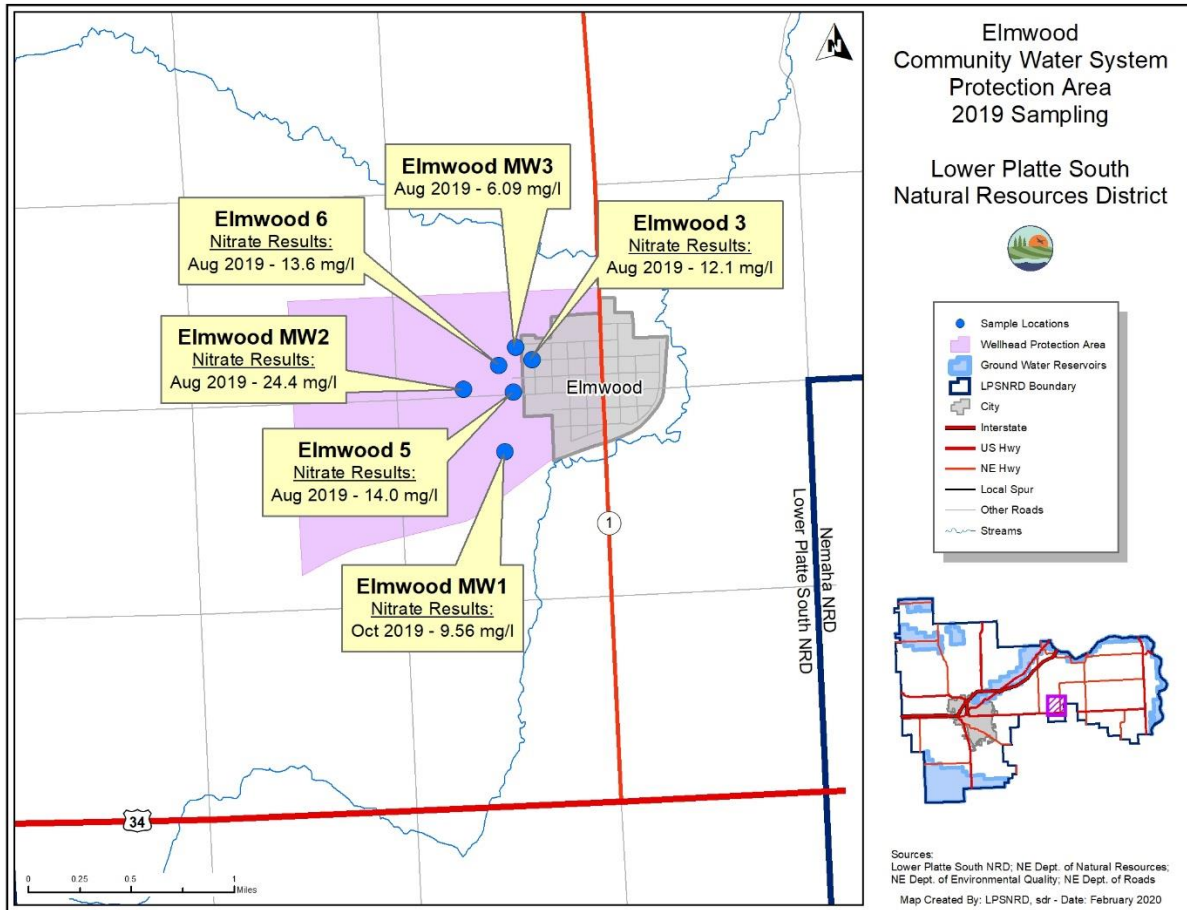 Elmwood
Community Water System
Protection Area
2019 Sampling
Lower Platte South
Natural Resources District
N
Elmwood MW3
Aug 2019 - 6.09 mg/l
Elmwood 6
Nitrate Results:
Aug 2019 - 13.6 mg/l
Elmwood 3
Nitrate Results:
Aug 2019 - 12.1 mg/l
Elmwood MW2
Nitrate Results:
Aug 2019 - 24.4 mg/l
Elmwood
Elmwood 5
Nitrate Results:
Aug 2019 - 14.0 mg/l
Elmwood MW1
Nitrate Results:
Oct 2019 - 9.56 mg/l
1
Nemaha NRD
Lower Platte South NRD
34
0 0.25 0.5 1
Miles
Sample Locations
Wellhead Protection Area
Ground Water Reservoirs
LPSNRD Boundary
City
Interstate
US Hwy
NE Hwy
Local Spur
Other Roads
Streams
Sources:
Lower Platte South NRD; NE Dept. of Natural Resources;
NE Dept. of Environmental Quality; NE Dept. of Roads
Map Created By: LPSNRD, sdr - Date: February 2020